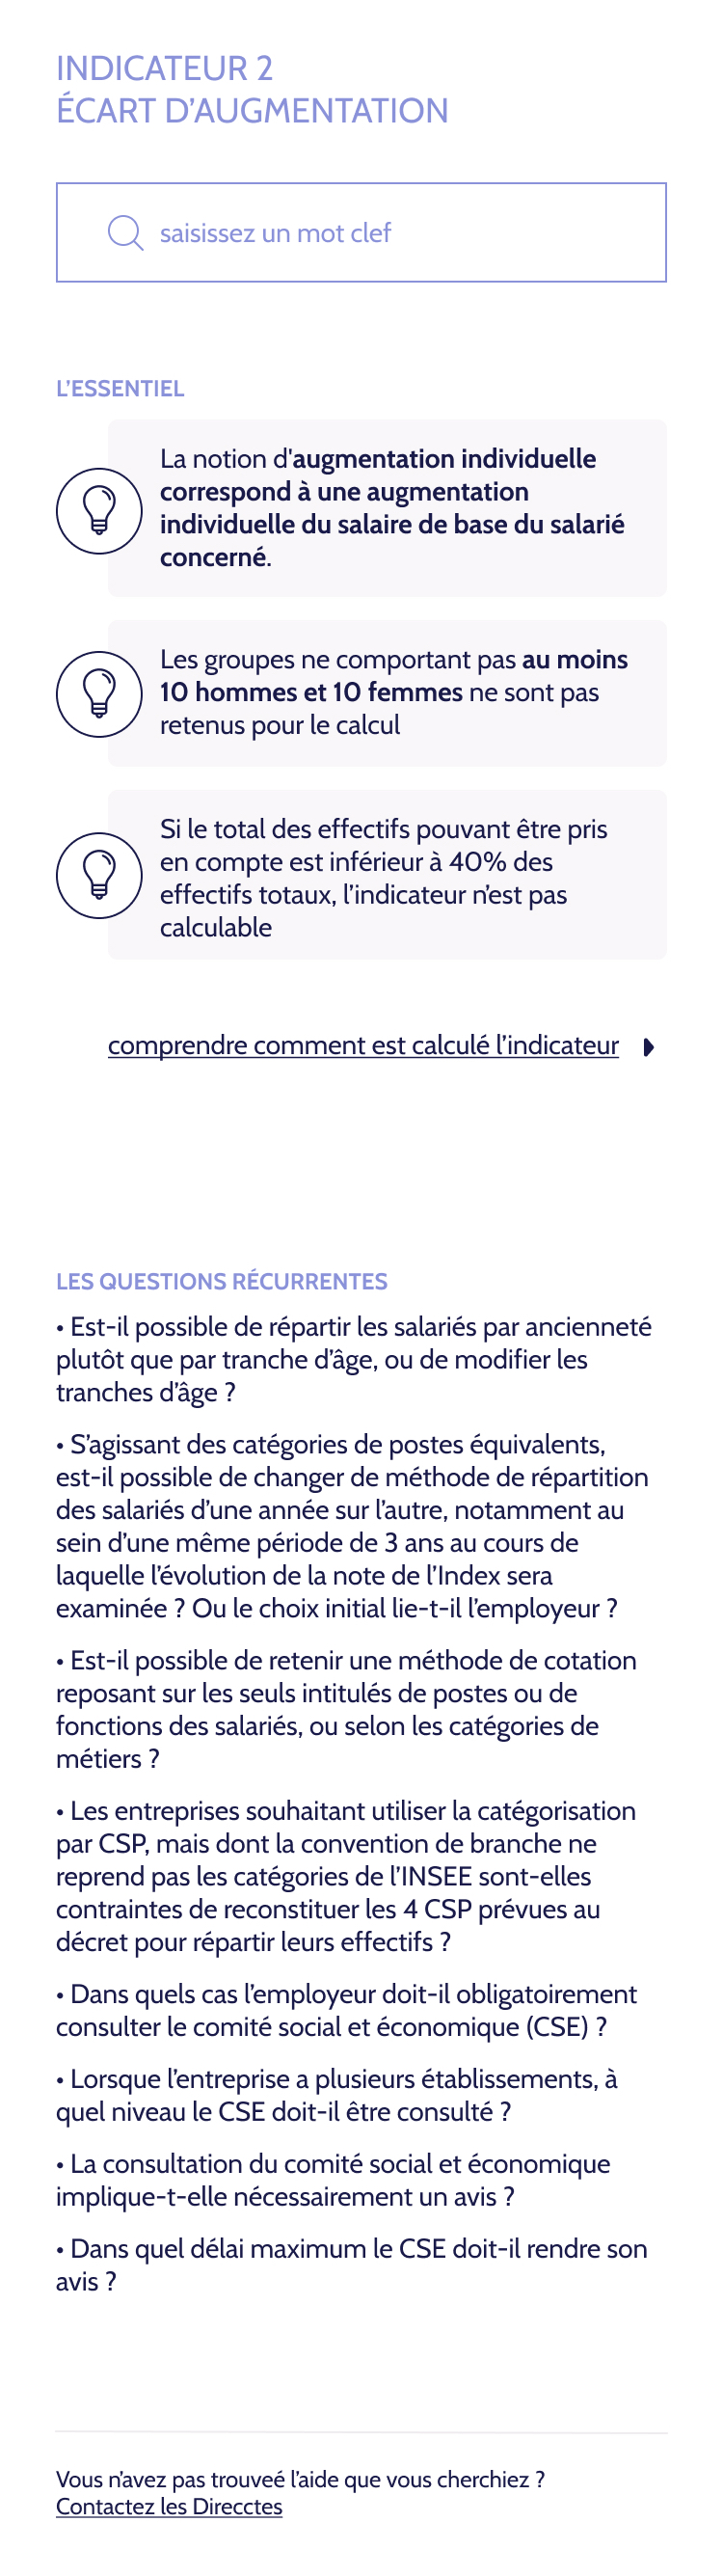 INDICATEUR 2
ÉCART D’AUGMENTATION
saisissez un mot clef
L’ESSENTIEL
La notion d'augmentation individuelle
correspond à une augmentation
individuelle du salaire de base du salarié
concerné.
Les groupes ne comportant pas au moins
10 hommes et 10 femmes ne sont pas
retenus pour le calcul
Si le total des effectifs pouvant être pris
en compte est inférieur à 40% des
effectifs totaux, l’indicateur n’est pas
calculable
comprendre comment est calculé l’indicateur
LES QUESTIONS RÉCURRENTES
• Est-il possible de répartir les salariés par ancienneté
plutôt que par tranche d’âge, ou de modifier les
tranches d’âge ?
• S’agissant des catégories de postes équivalents,
est-il possible de changer de méthode de répartition
des salariés d’une année sur l’autre, notamment au
sein d’une même période de 3 ans au cours de
laquelle l’évolution de la note de l’Index sera
examinée ? Ou le choix initial lie-t-il l’employeur ?
• Est-il possible de retenir une méthode de cotation
reposant sur les seuls intitulés de postes ou de
fonctions des salariés, ou selon les catégories de
métiers ?
• Les entreprises souhaitant utiliser la catégorisation
par CSP, mais dont la convention de branche ne
reprend pas les catégories de l’INSEE sont-elles
contraintes de reconstituer les 4 CSP prévues au
décret pour répartir leurs effectifs ?
• Dans quels cas l’employeur doit-il obligatoirement
consulter le comité social et économique (CSE) ?
• Lorsque l’entreprise a plusieurs établissements, à
quel niveau le CSE doit-il être consulté ?
• La consultation du comité social et économique
implique-t-elle nécessairement un avis ?
• Dans quel délai maximum le CSE doit-il rendre son
avis ?
Vous n’avez pas trouveé l’aide que vous cherchiez ?
Contactez les Direcctes